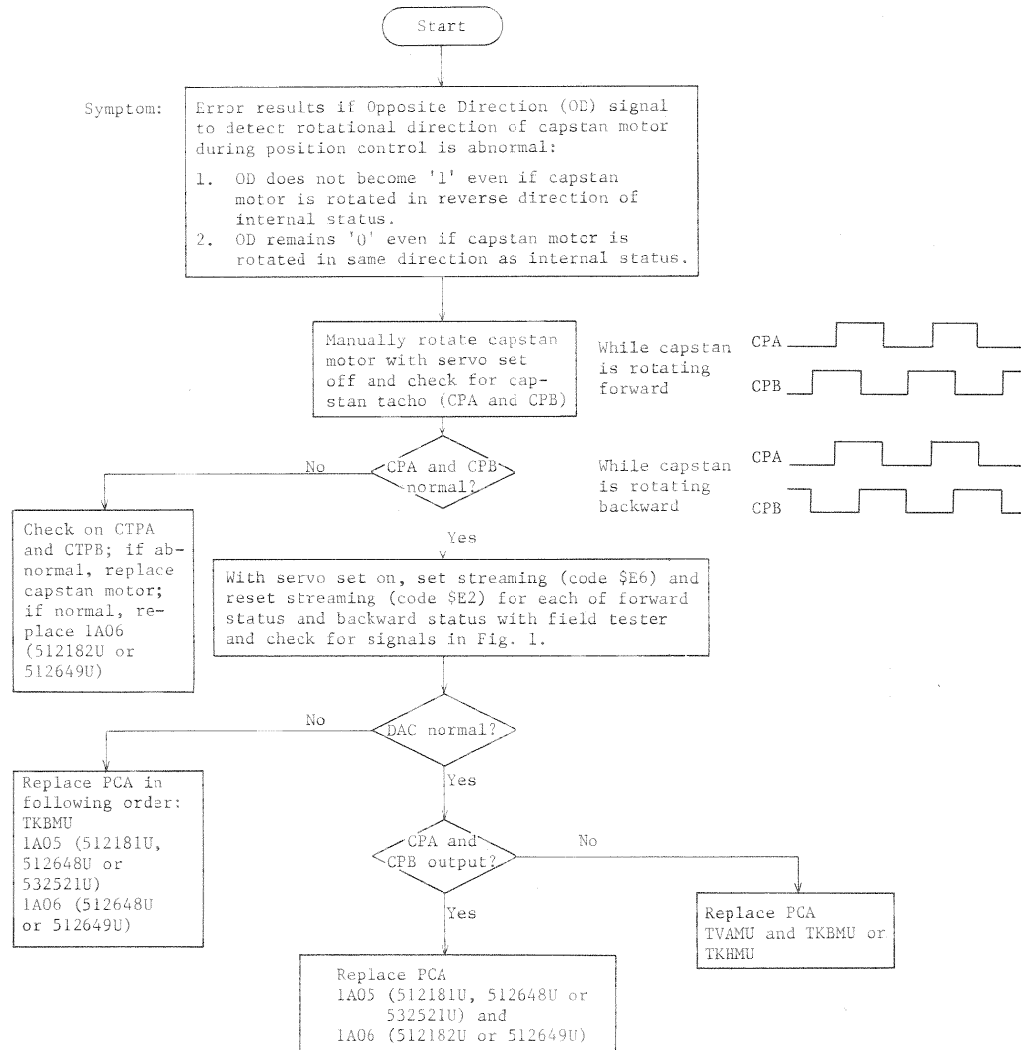 Start
Symptom:
Error results if Opposite Direction (OD) signal
to detect rotational direction of capstan motor
during position control is abnormal:
1. OD does not become '1' even if capstan
motor is rotated in reverse direction of
internal status.
2. OD remains '0' even if capstan motor is
rotated in same direction as internal status.
Manually rotate capstan
motor with servo set
off and check for cap-
stan tacho (CPA and CPB)
While capstan
is rotating
forward
CPA
CPB
While capstan
is rotating
backward
CPA
CPB
CPA and CPB
normal?
No
Yes
Check on CTPA
and CTPB; if ab-
normal, replace
capstan motor;
if normal, re-
place 1A06
(512182U or
512649U)
With servo set on, set streaming (code $E6) and
reset streaming (code $E2) for each of forward
status and backward status with field tester
and check for signals in Fig. 1.
DAC normal?
No
Yes
Replace PCA in
following order:
TKBMU
1A05 (512181U,
512648U or
532521U)
1A06 (512648U
or 512649U)
CPA and
CPB output?
No
Yes
Replace PCA
TVAMU and TKBMU or
TKHMU
Replace PCA
1A05 (512181U, 512648U or
532521U) and
1A06 (512182U or 512649U)